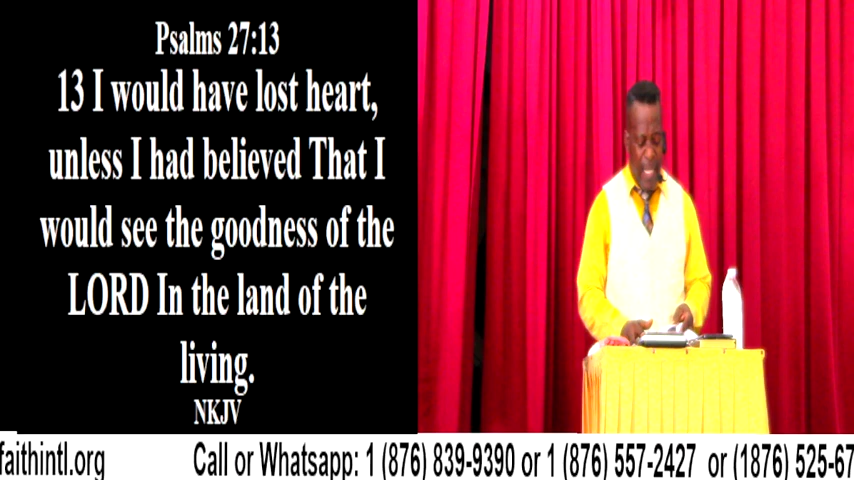 Psalms 27:13
13 I would have lost heart,
unless I had believed That I
would see the goodness of the
LORD In the land of the
living.
NKJV
faithintl.org Call or Whatsapp: 1 (876) 839-9390 or 1 (876) 557-2427 or (1876) 525-67